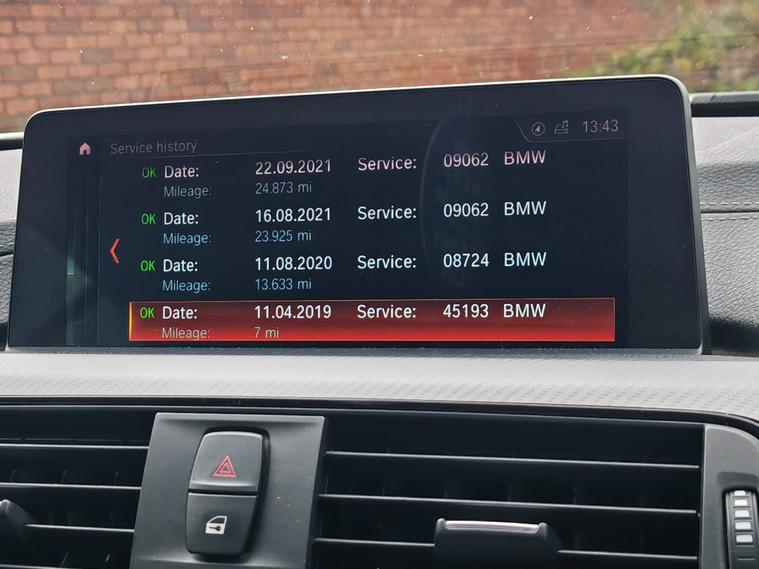 13:43
Service history
OK Date: 22.09.2021 Service: 09062 BMW
Mileage: 24.873 mi
OK Date: 16.08.2021 Service: 09062 BMW
Mileage: 23.925 mi
OK Date: 11.08.2020 Service: 08724 BMW
Mileage: 13.633 mi
OK Date: 11.04.2019 Service: 45193 BMW
Mileage: 7 mi